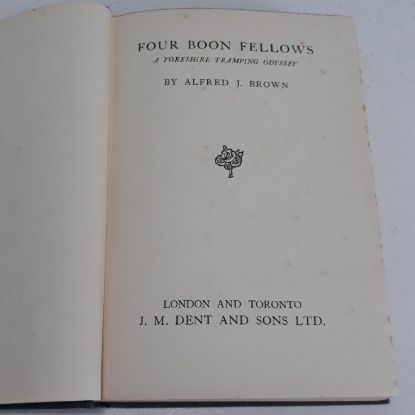 FOUR BOON FELLOWS
A YORKSHIRE TRAMPING ODYSSEY
BY ALFRED J. BROWN
LONDON AND TORONTO
J. M. DENT AND SONS LTD.